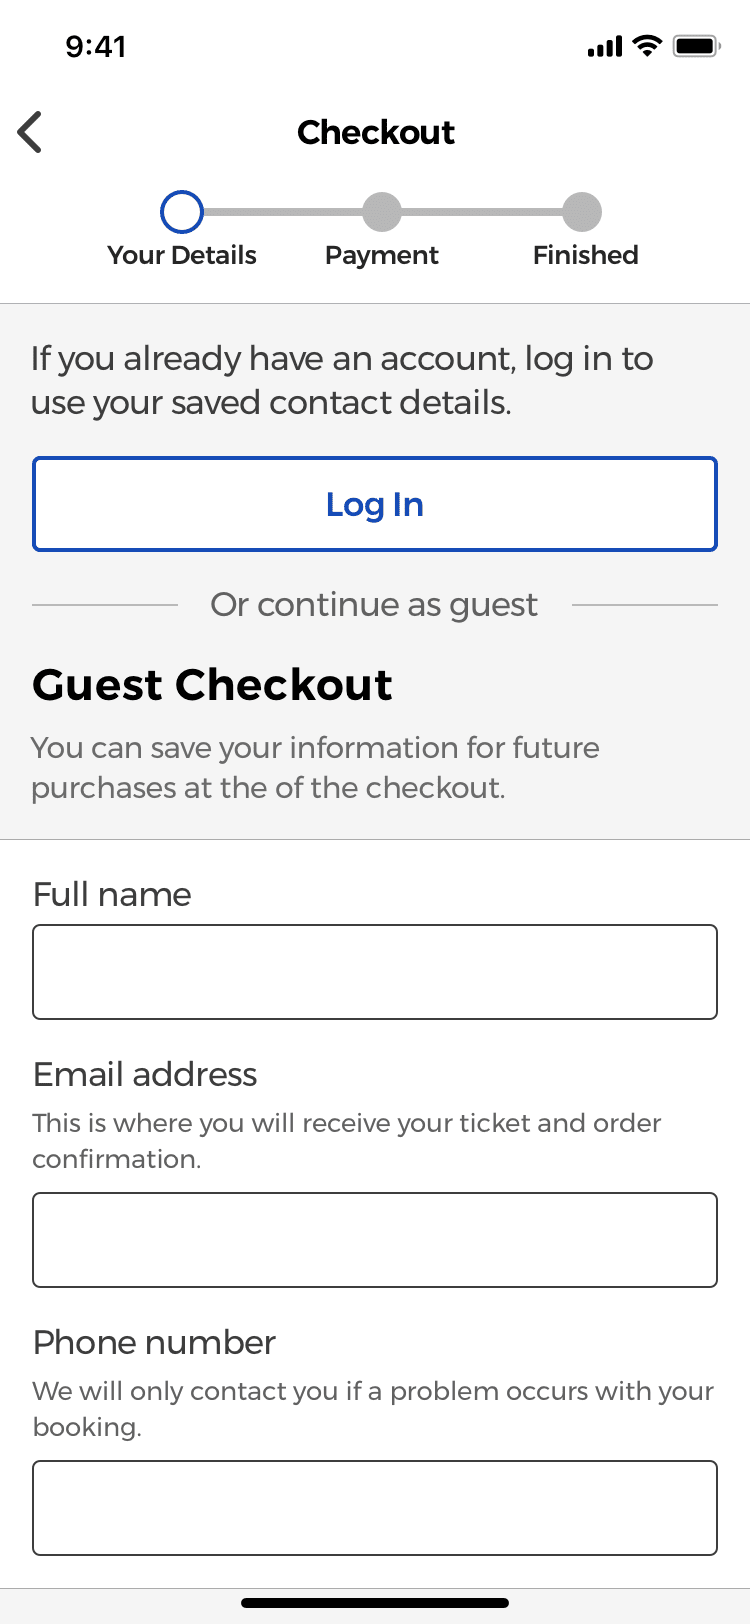 9:41
Checkout
Your Details
Payment
Finished
If you already have an account, log in to
use your saved contact details.
Log In
Or continue as guest
Guest Checkout
You can save your information for future
purchases at the of the checkout.
Full name
Email address
This is where you will receive your ticket and order
confirmation.
Phone number
We will only contact you if a problem occurs with your
booking.